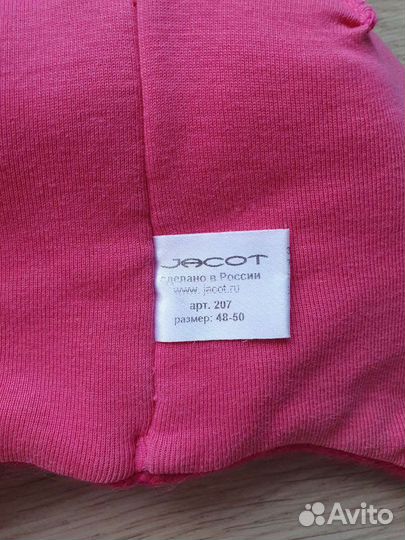 JACOT
сделано в России
www. jacot.ru
арт. 207
размер: 48-50
Avito